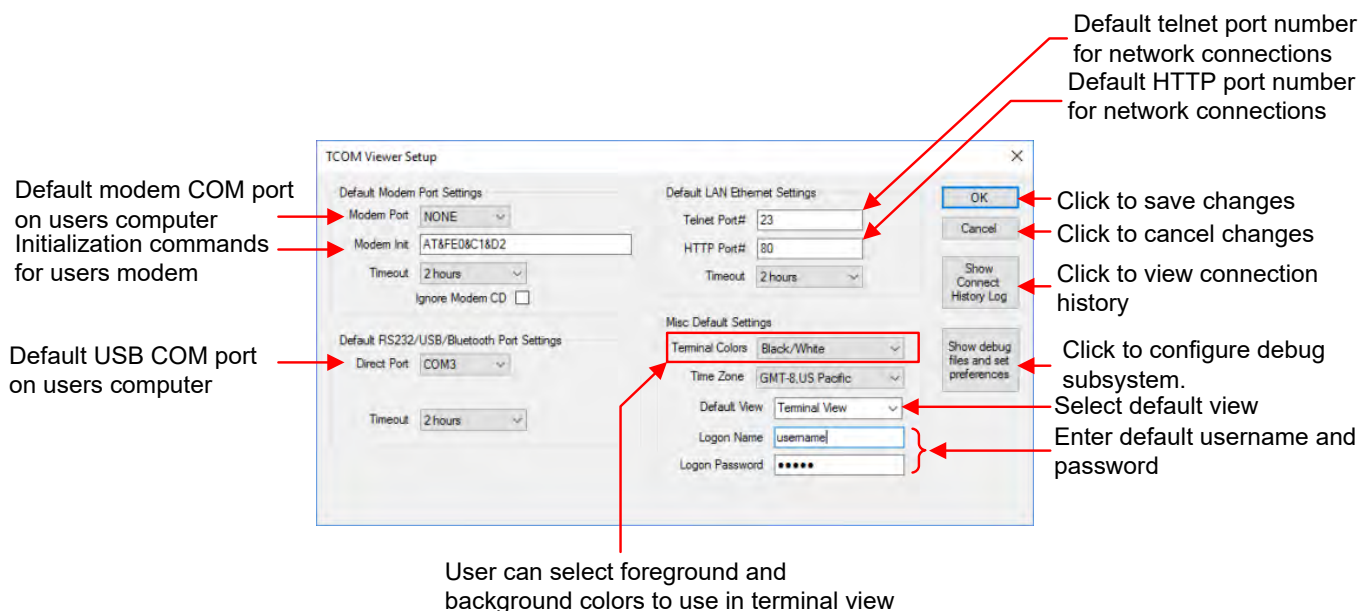 Default telnet port number
for network connections
Default HTTP port number
for network connections
TCOM Viewer Setup
Default modem COM port
on users computer
Initialization commands
for users modem
Default USB COM port
on users computer
Default Modem Port Settings
Modem Port NONE
Modem Init AT&FE0&C1&D2
Timeout 2 hours
Ignore Modem CD
Default RS232/USB/Bluetooth Port Settings
Direct Port COM3
Timeout 2 hours
Default LAN Ethernet Settings
Telnet Port# 23
HTTP Port# 80
Timeout 2 hours
Misc Default Settings
Terminal Colors Black/White
Time Zone GMT-8,US Pacific
Default View Terminal View
Logon Name username
Logon Password •••••
OK
Cancel
Show
Connect
History Log
Show debug
files and set
preferences
Click to save changes
Click to cancel changes
Click to view connection
history
Click to configure debug
subsystem.
Select default view
Enter default username and
password
User can select foreground and
background colors to use in terminal view